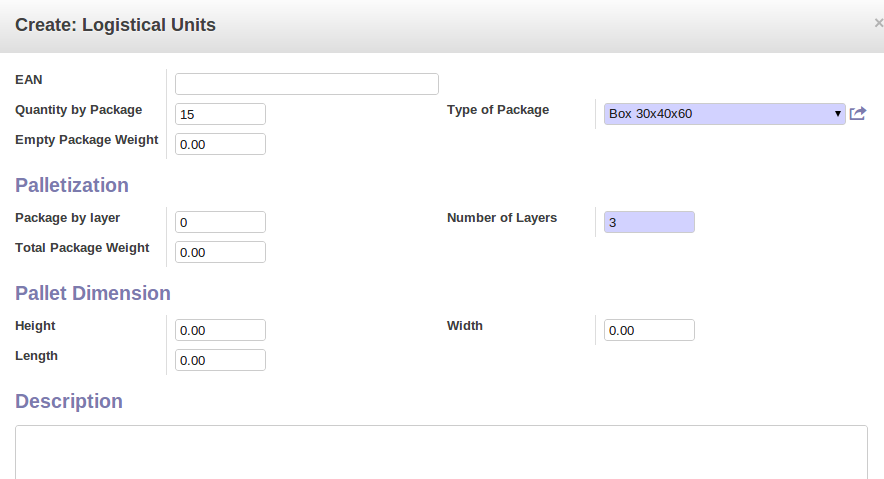 Create: Logistical Units ×
EAN
Quantity by Package 15 Type of Package Box 30x40x60
Empty Package Weight 0.00
Palletization
Package by layer 0 Number of Layers 3
Total Package Weight 0.00
Pallet Dimension
Height 0.00 Width 0.00
Length 0.00
Description